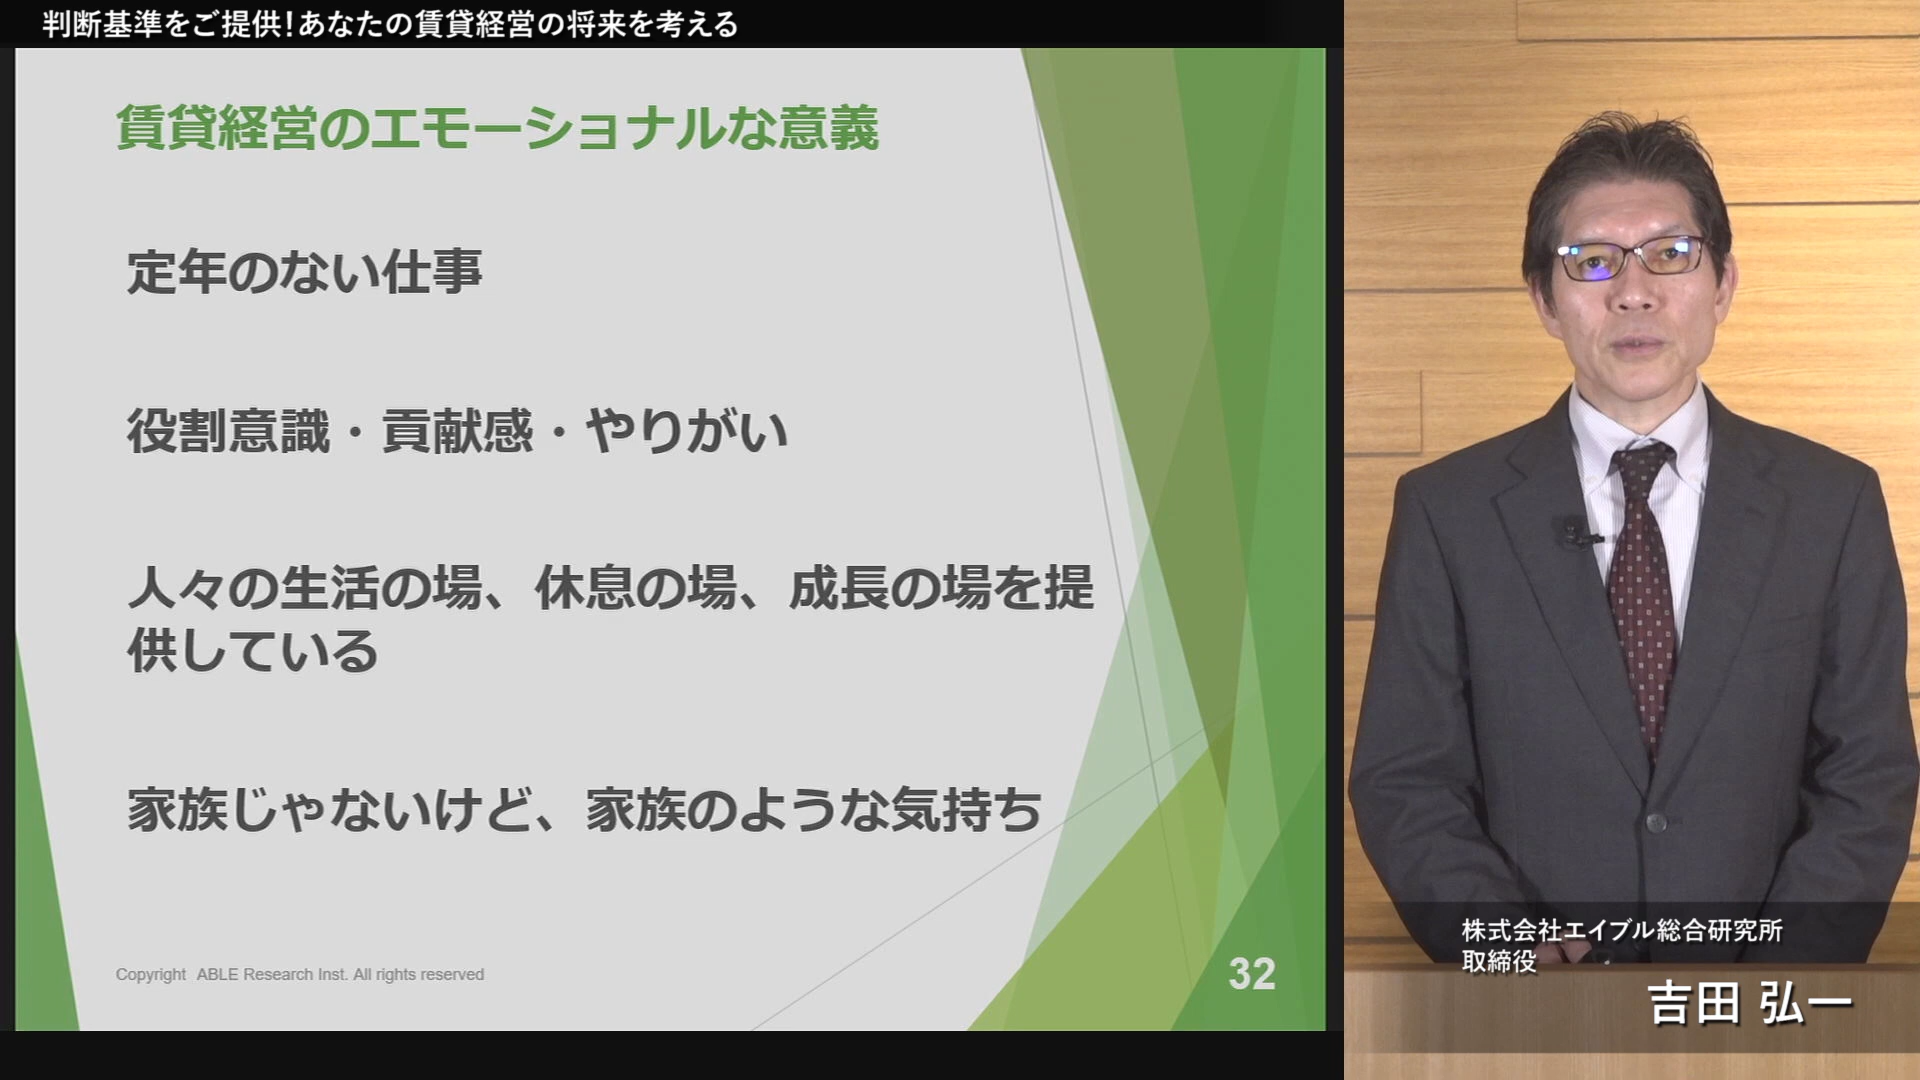 判断基準をご提供！あなたの賃貸経営の将来を考える
賃貸経営のエモーショナルな意義
定年のない仕事
役割意識・貢献感・やりがい
人々の生活の場、休息の場、成長の場を提
供している
家族じゃないけど、家族のような気持ち
Copyright ABLE Research Inst. All rights reserved
32
株式会社エイブル総合研究所
取締役
吉田 弘一